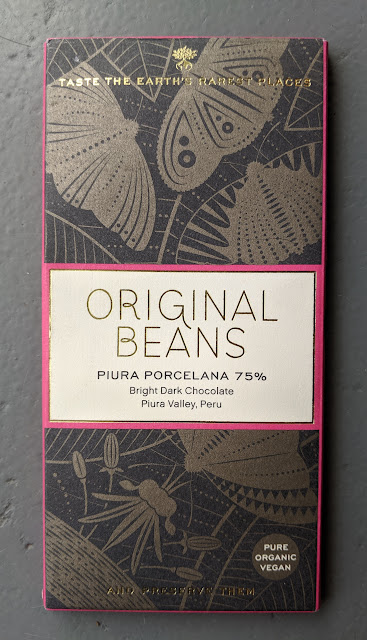 TASTE THE EARTH'S RAREST PLACES
ORIGINAL
BEANS
PIURA PORCELANA 75%
Bright Dark Chocolate
Piura Valley, Peru
PURE
ORGANIC
VEGAN
AND PRESERVE THEM